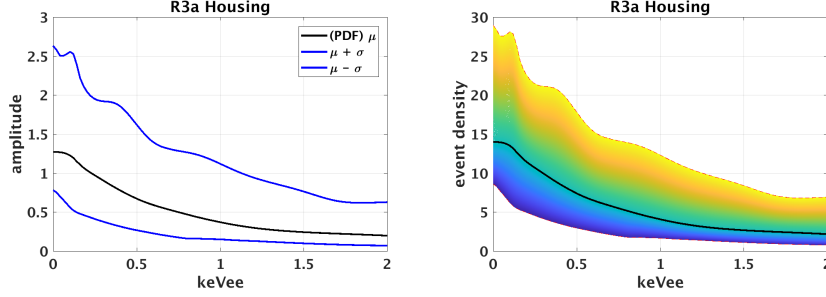 R3a Housing
amplitude
3
2.5
2
1.5
1
0.5
0
(PDF) μ
μ + σ
μ − σ
0 0.5 1 1.5 2
keVee
R3a Housing
event density
30
25
20
15
10
5
0
0 0.5 1 1.5 2
keVee